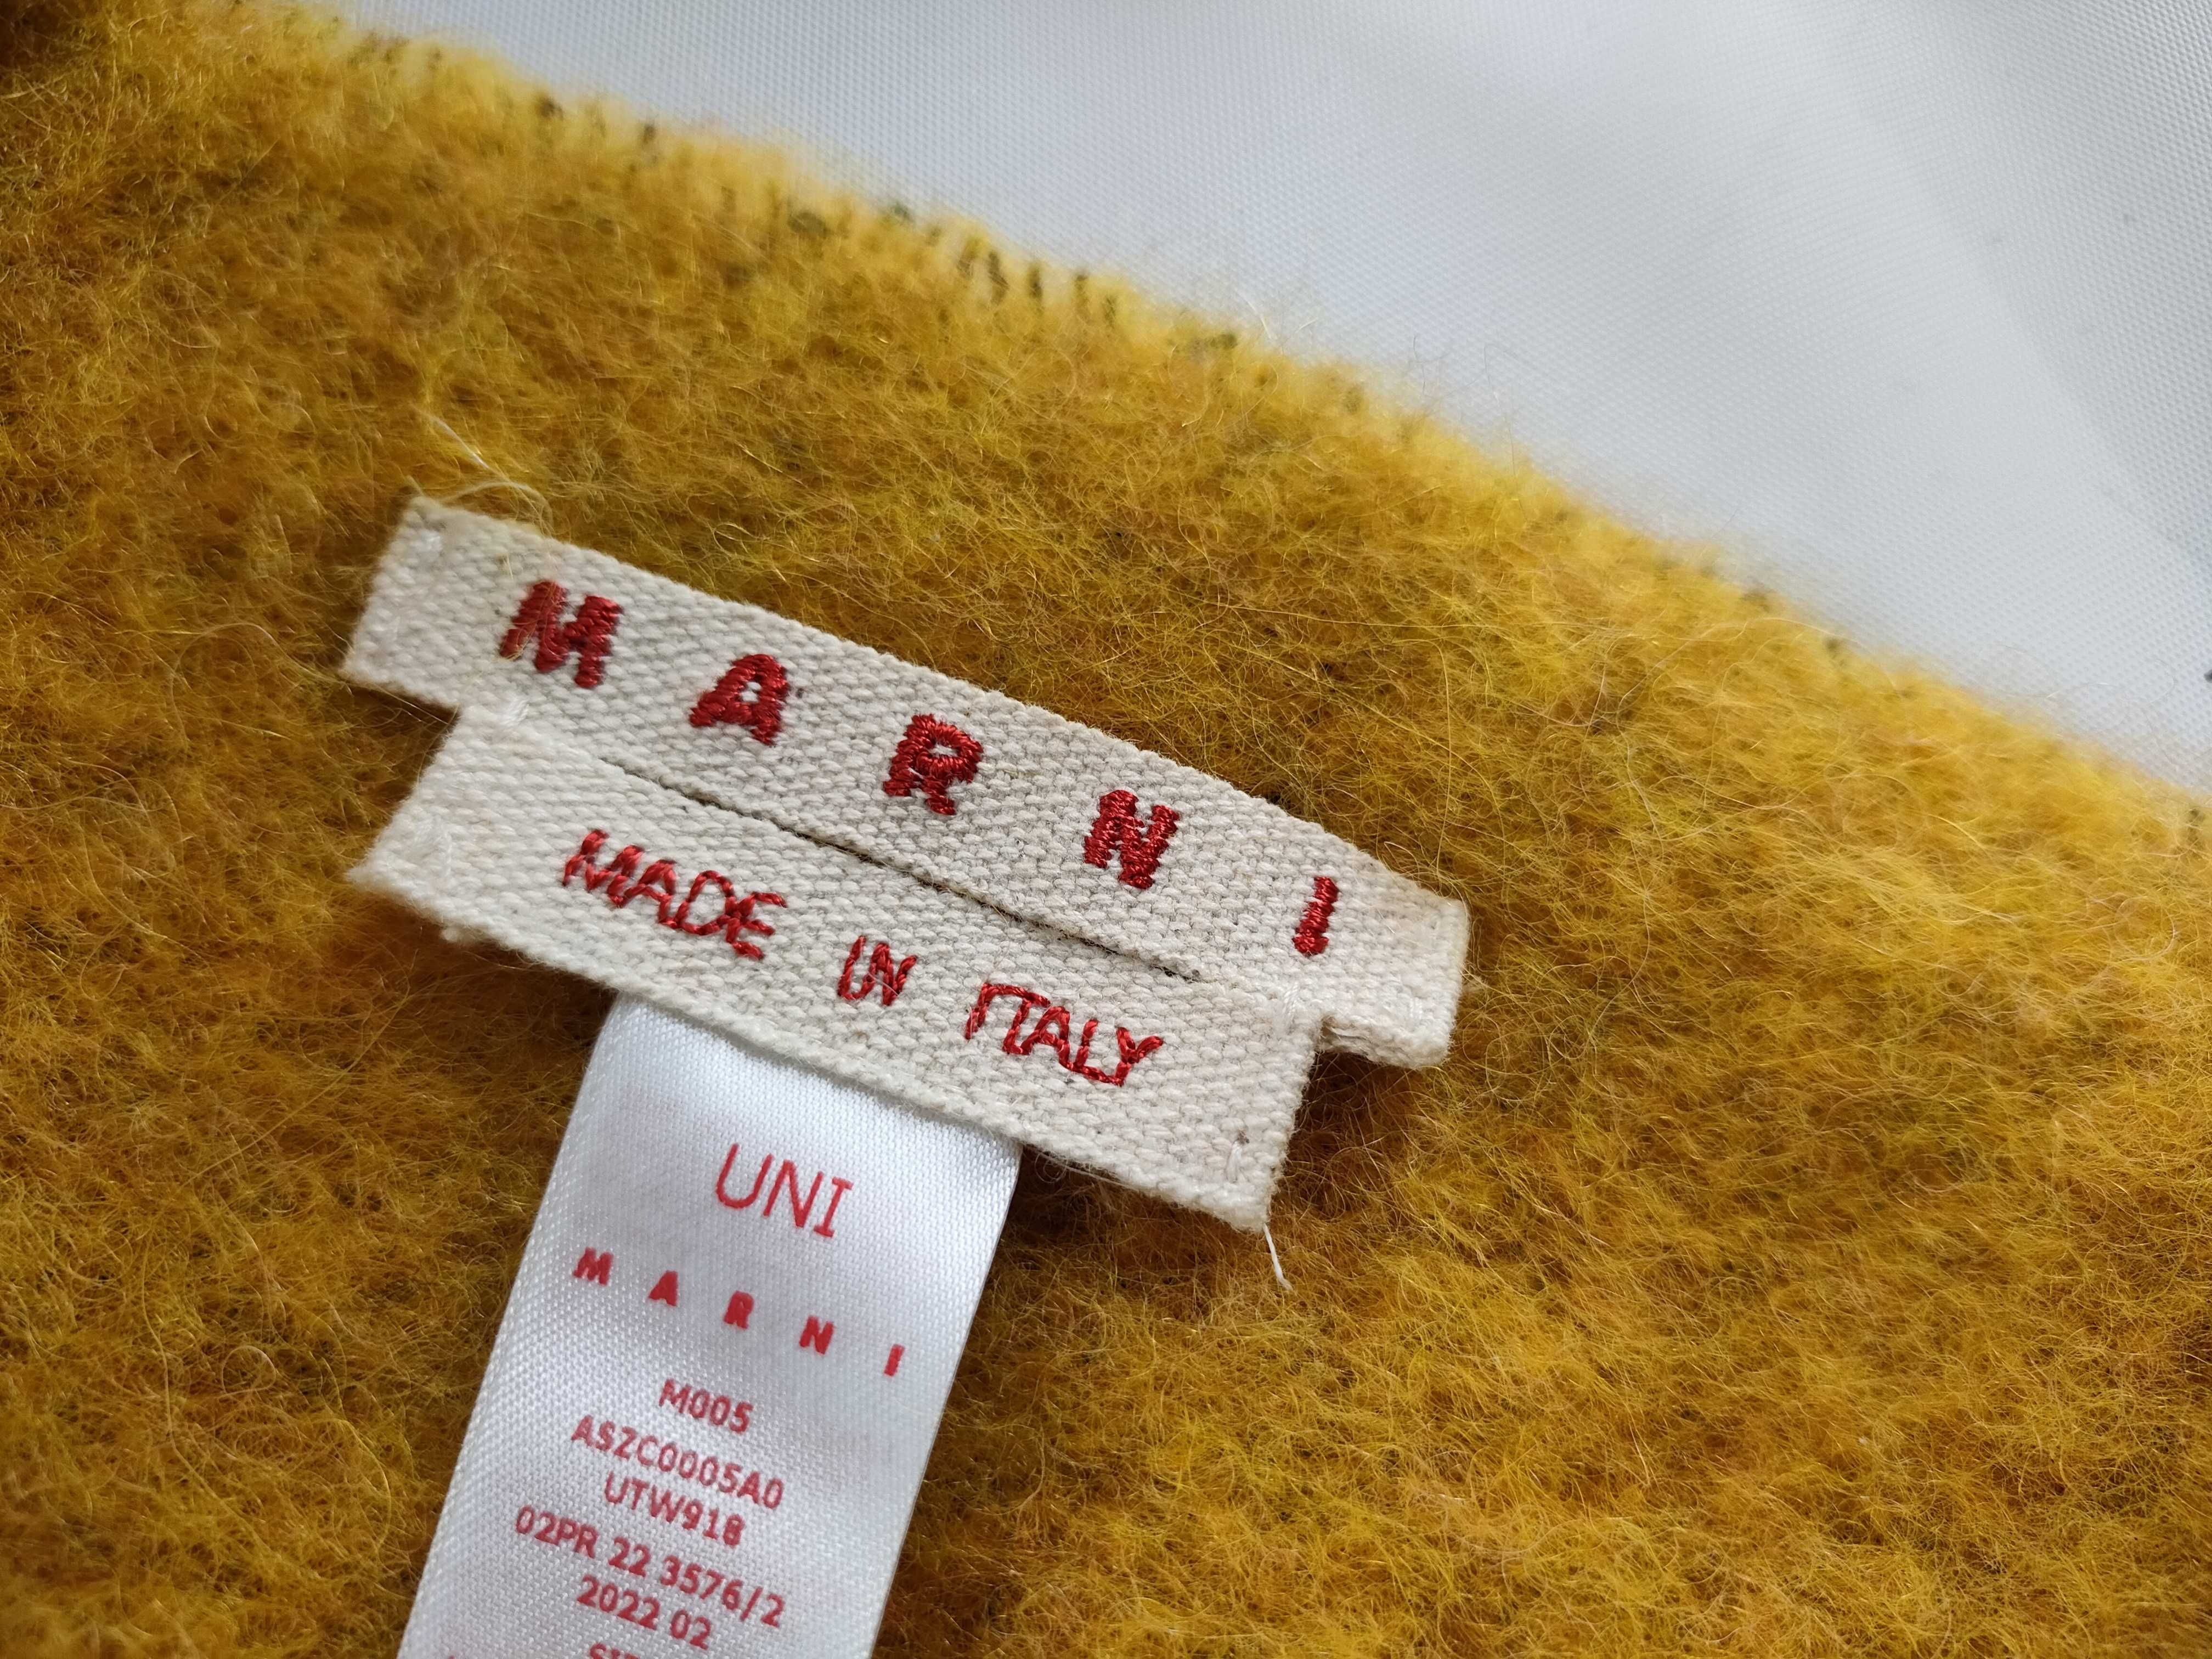 MARNI
MADE IN ITALY
UNI
MARNI
M005
ASZC0005A0
UTW918
02PR 22 3576/2
2022 02